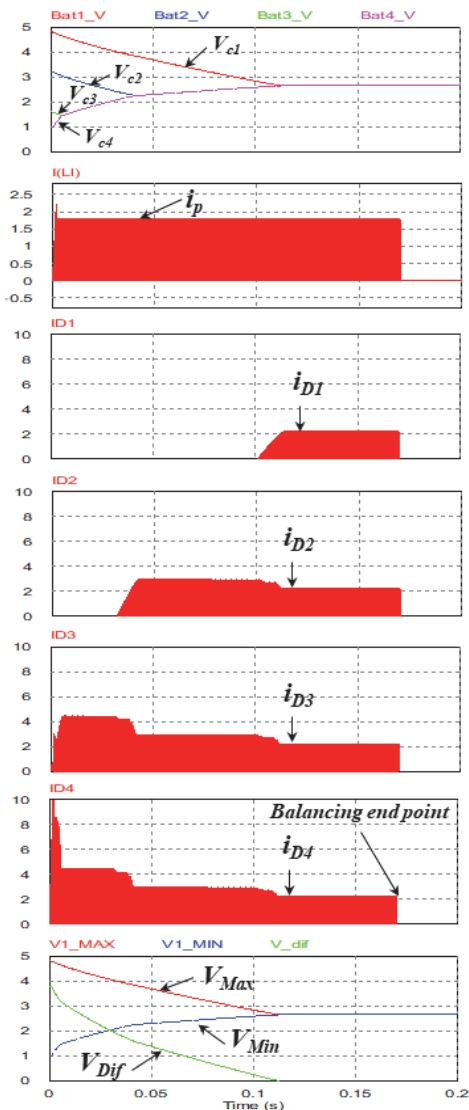 Bat1_V Bat2_V Bat3_V Bat4_V
5
4
3
2
1
0
Vc1
Vc2
Vc3
Vc4
I(LI)
2.5
2
1.5
1
0.5
0
-0.5
ip
ID1
10
8
6
4
2
0
iD1
ID2
10
8
6
4
2
0
iD2
ID3
10
8
6
4
2
0
iD3
ID4
10
8
6
4
2
0
Balancing end point
iD4
V1_MAX V1_MIN V_dif
5
4
3
2
1
0
VMax
VMin
VDif
0 0.05 0.1 0.15 0.2
Time (s)